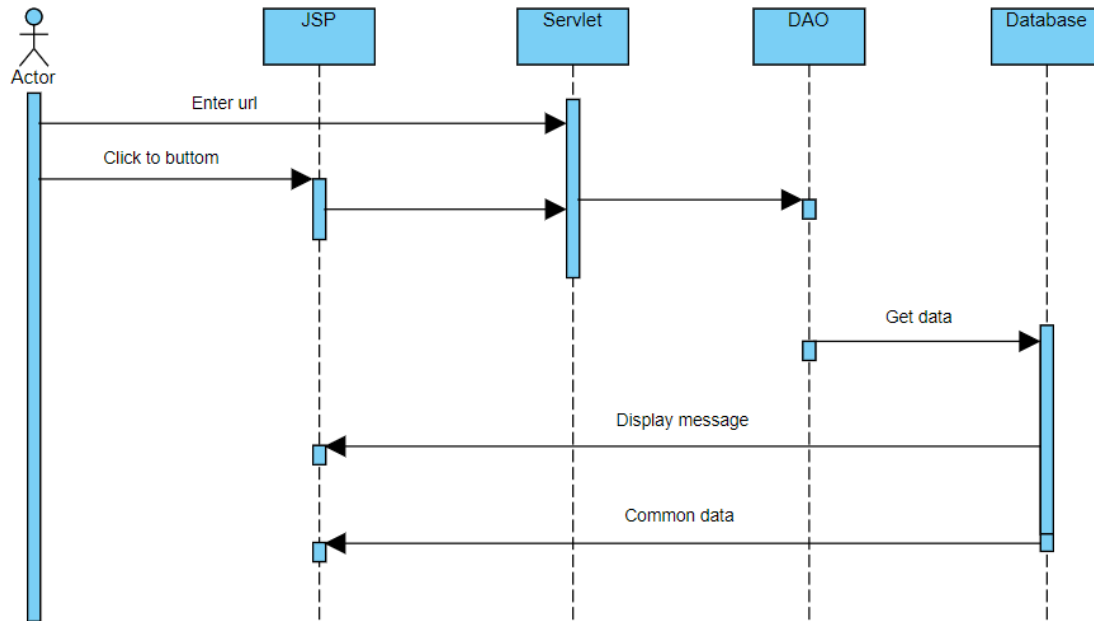 JSP
Servlet
DAO
Database
Actor
Enter url
Click to buttom
Get data
Display message
Common data